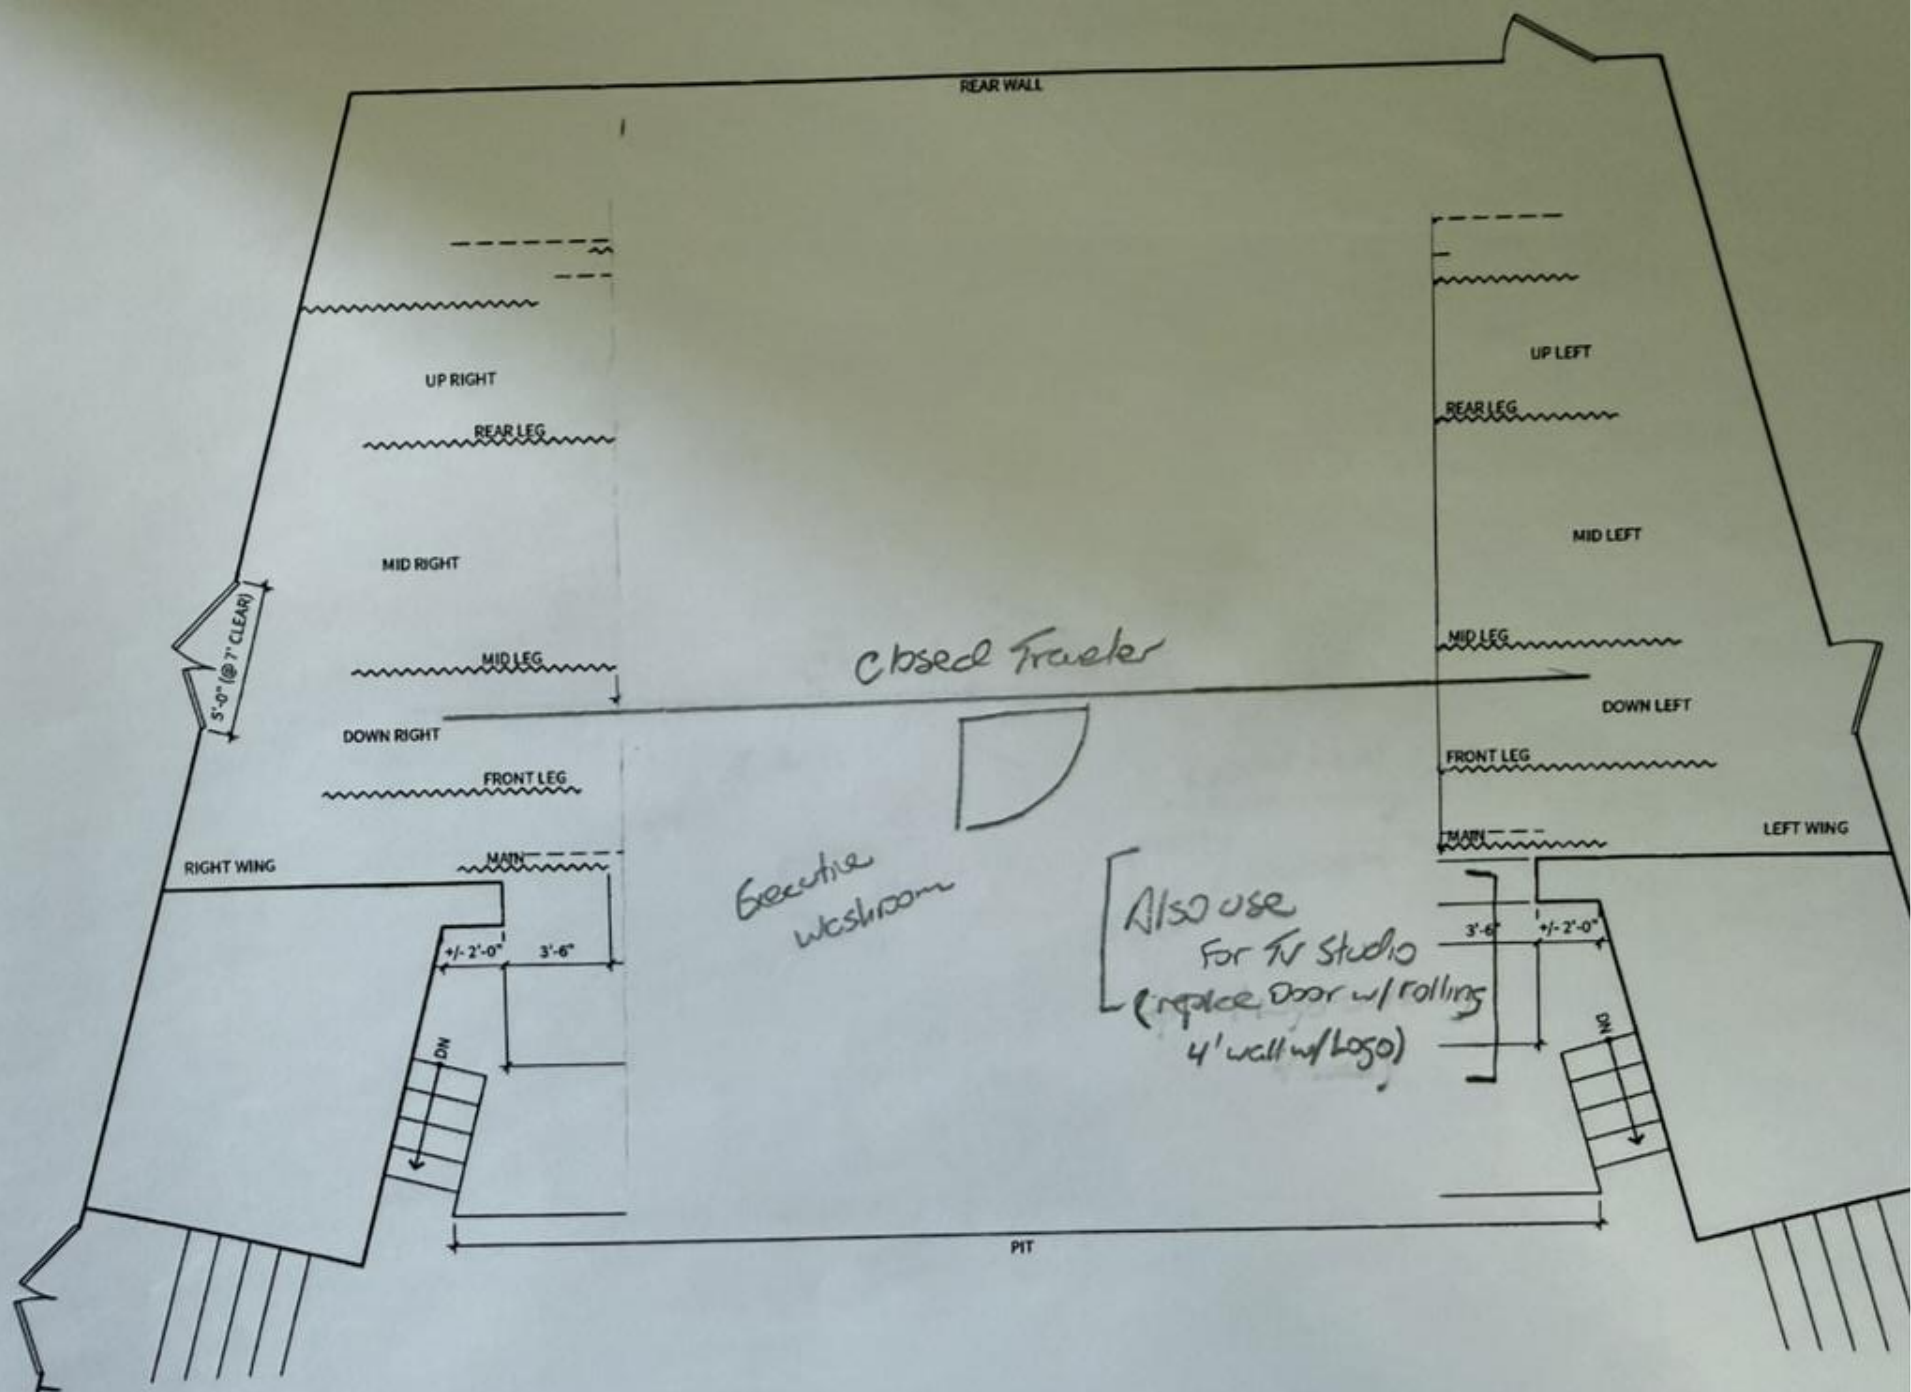 REAR WALL
UP RIGHT
UP LEFT
REAR LEG
REAR LEG
MID RIGHT
MID LEFT
5'-0" (@ 7' CLEAR)
MID LEG
MID LEG
Closed Traveler
DOWN RIGHT
DOWN LEFT
FRONT LEG
FRONT LEG
RIGHT WING
MAIN
MAIN
LEFT WING
Executive
washroom
Also use
For TV Studio
(replace Door w/ rolling
4' wall w/ Logo)
+/- 2'-0"
3'-6"
3'-6"
+/- 2'-0"
DN
DN
PIT